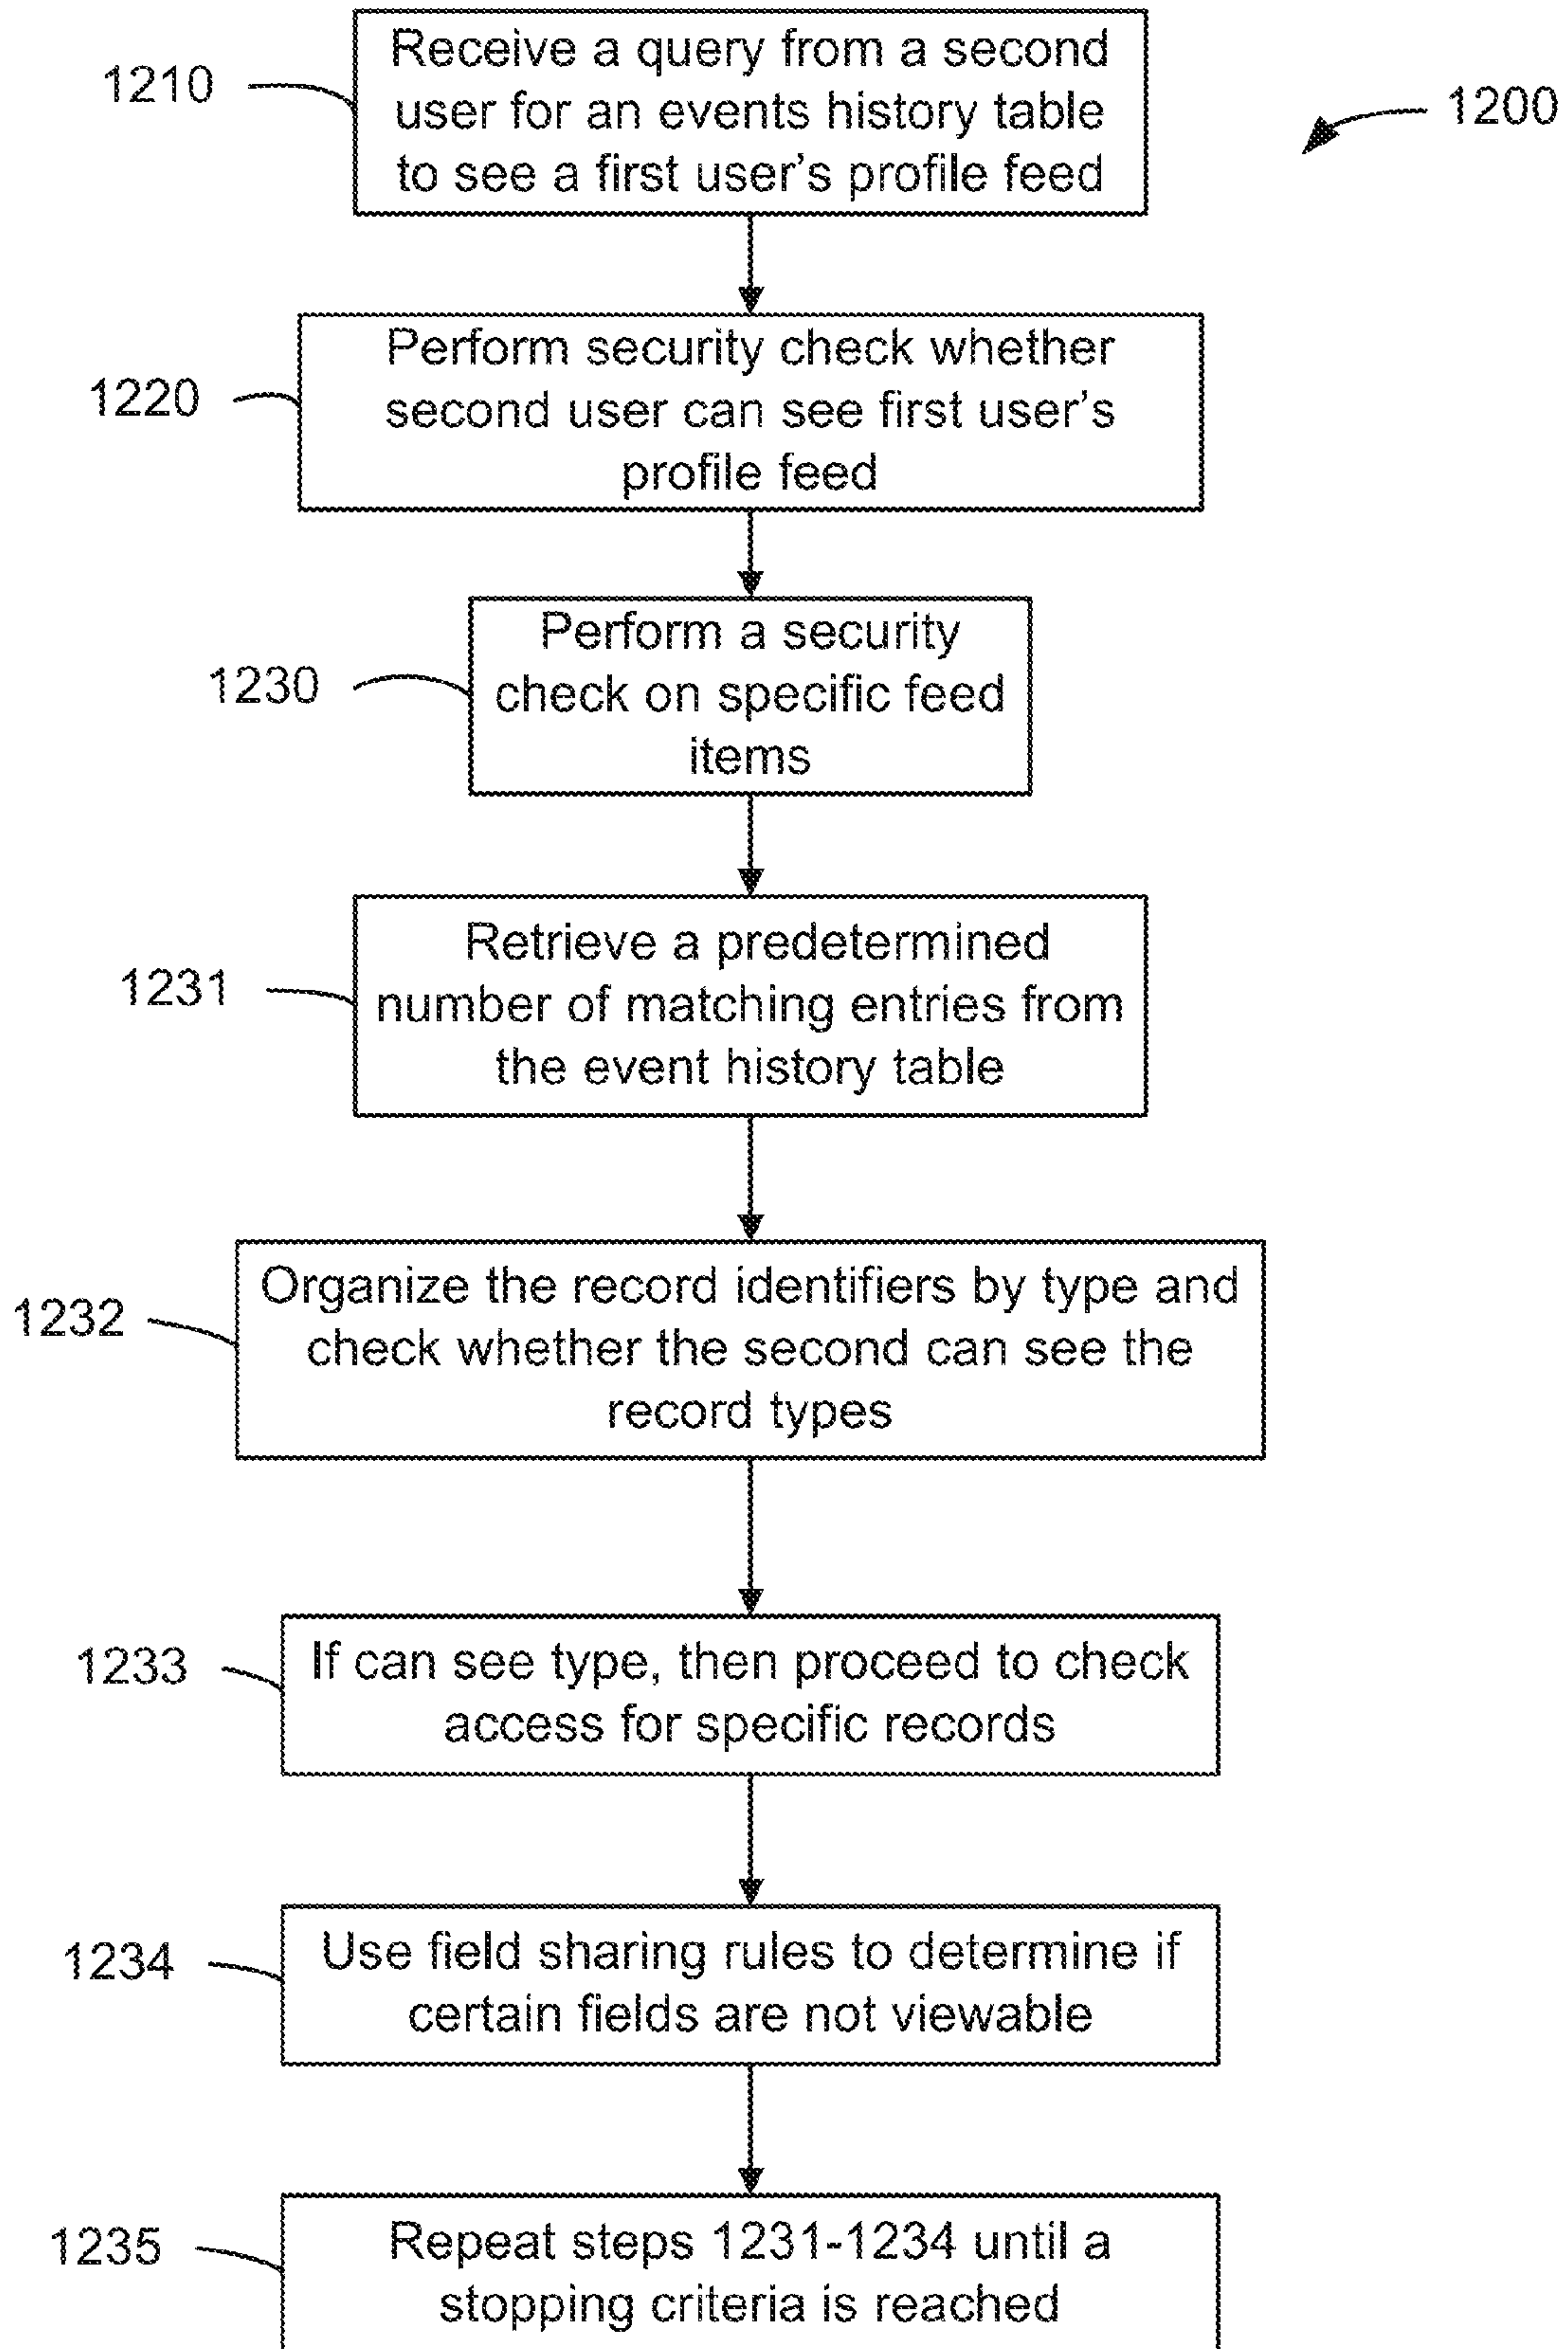 1210
Receive a query from a second
user for an events history table
to see a first user's profile feed
1200
1220
Perform security check whether
second user can see first user's
profile feed
1230
Perform a security
check on specific feed
items
1231
Retrieve a predetermined
number of matching entries from
the event history table
1232
Organize the record identifiers by type and
check whether the second can see the
record types
1233
If can see type, then proceed to check
access for specific records
1234
Use field sharing rules to determine if
certain fields are not viewable
1235
Repeat steps 1231-1234 until a
stopping criteria is reached